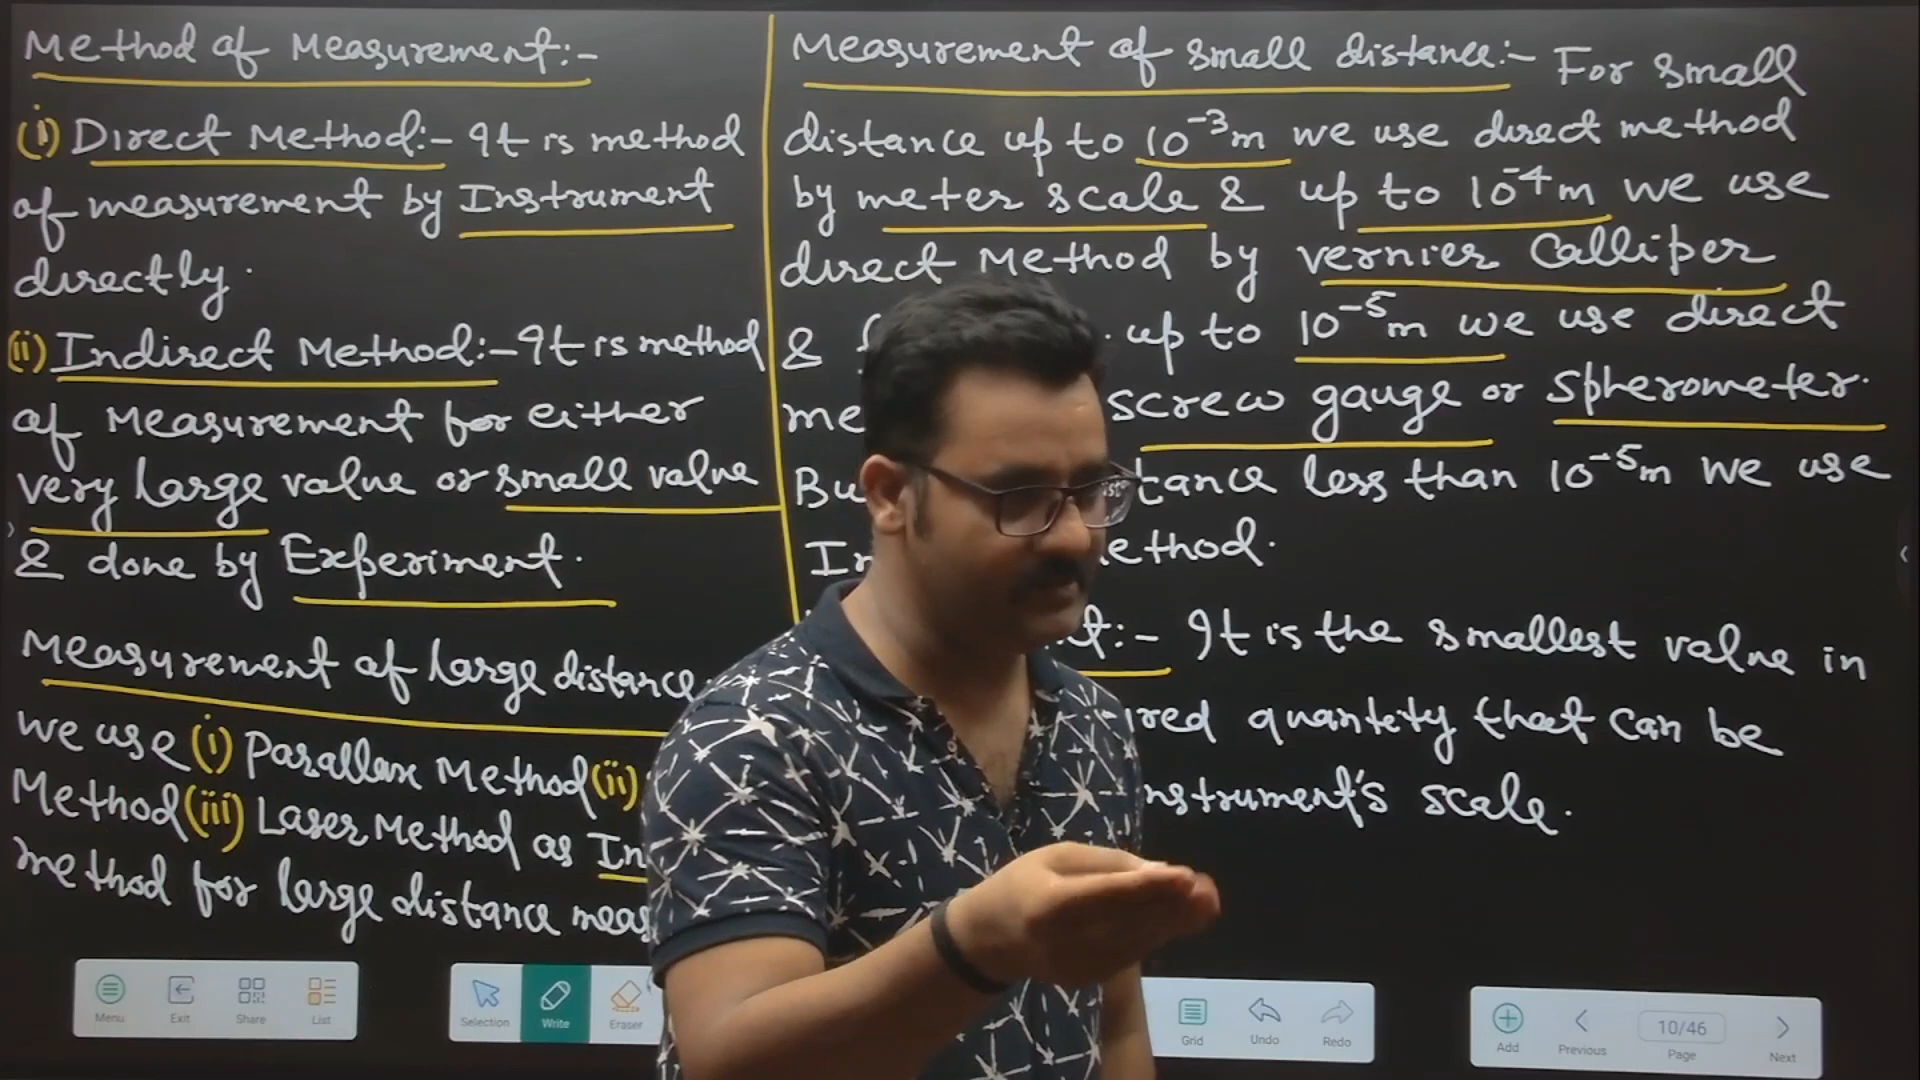 Method of Measurement:-
(i) Direct Method:- It is method
of measurement by Instrument
directly.
(ii) Indirect Method:- It is method
of Measurement for either
very large value or small value
& done by Experiment.
Measurement of large distance
we use (i) Parallax Method (ii)
Method (iii) Laser Method as In
method for large distance meas
Measurement of small distance:- For small
distance up to 10⁻³m we use direct method
by meter scale & up to 10⁻⁴m we use
direct Method by vernier Calliper
& up to 10⁻⁵m we use direct
me screw gauge or Spherometer.
Bu tance less than 10⁻⁵m we use
In ethod.
t:- It is the smallest value in
ured quantity that can be
nstrument's scale.
Menu Exit Share List
Selection Write Eraser
Grid Undo Redo
Add Previous 10/46 Page Next